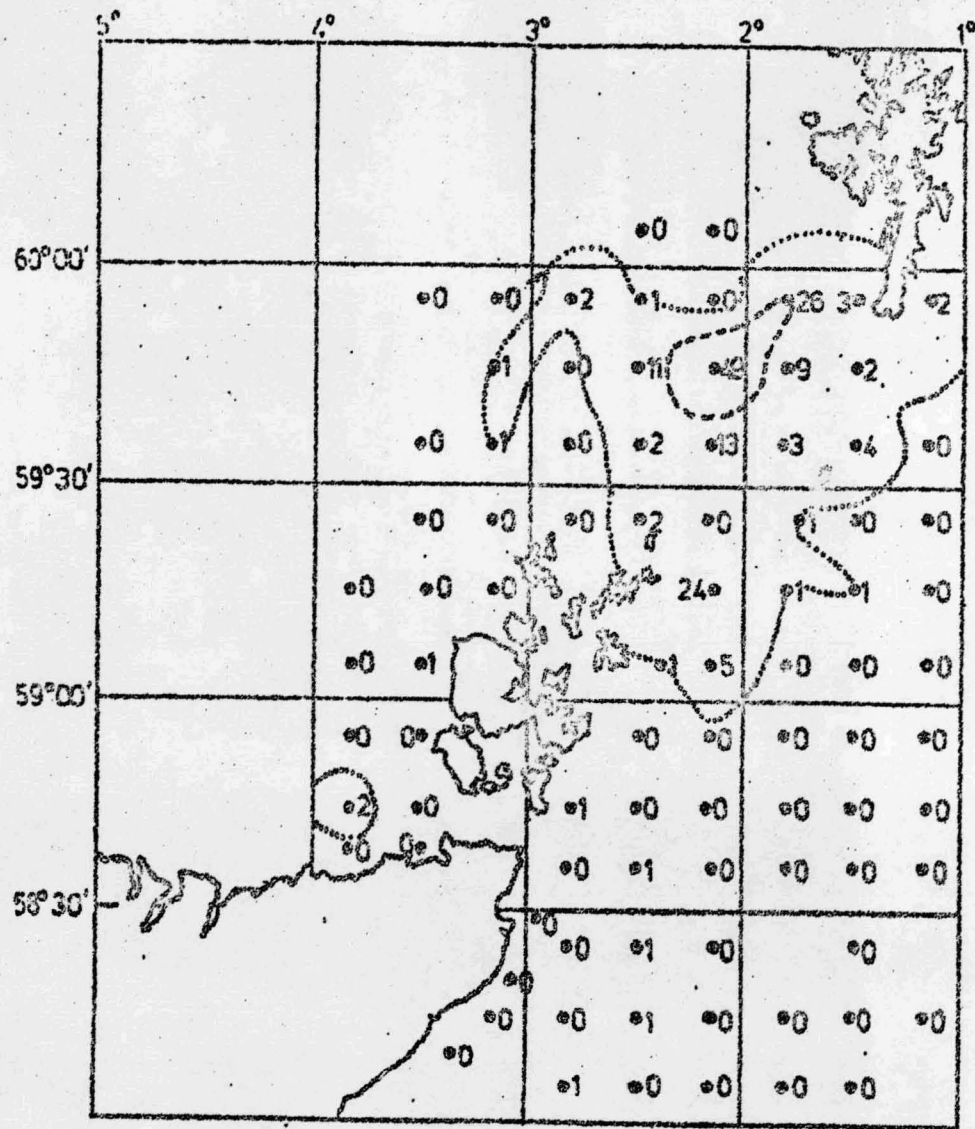 5° 4° 3° 2° 1°
0 0
60°00'
0 0 2 1 0 26 3 2
1 0 11 9 2
0 1 0 2 13 3 4 0
59°30'
0 0 0 2 0 1 0 0
0 0 0 24 1 1 0
0 1 1 5 0 0 0
59°00'
0 0 0 0 0 0 0
2 0 1 0 0 0 0 0
0 0
0 1 0 0 0 0
58°30'
0
0 1 0 0
0
0 0 1 0 0 0 0
0
1 0 0 0 0